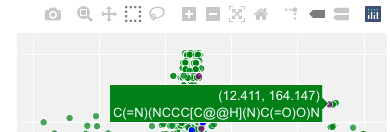 (12.411, 164.147)
C(=N)(NCCC[C@@H](N)C(=O)O)N